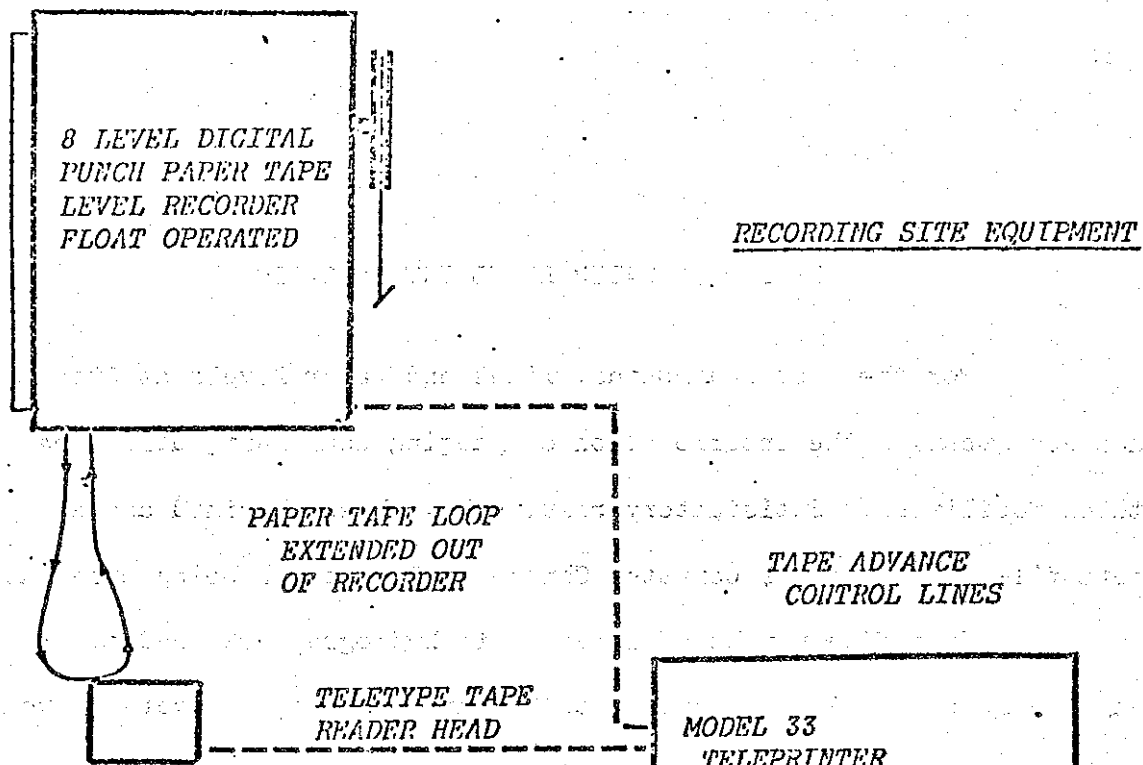 8 LEVEL DIGITAL
PUNCH PAPER TAPE
LEVEL RECORDER
FLOAT OPERATED
RECORDING SITE EQUIPMENT
PAPER TAPE LOOP
EXTENDED OUT
OF RECORDER
TAPE ADVANCE
CONTROL LINES
TELETYPE TAPE
READER HEAD
MODEL 33
TELEPRINTER